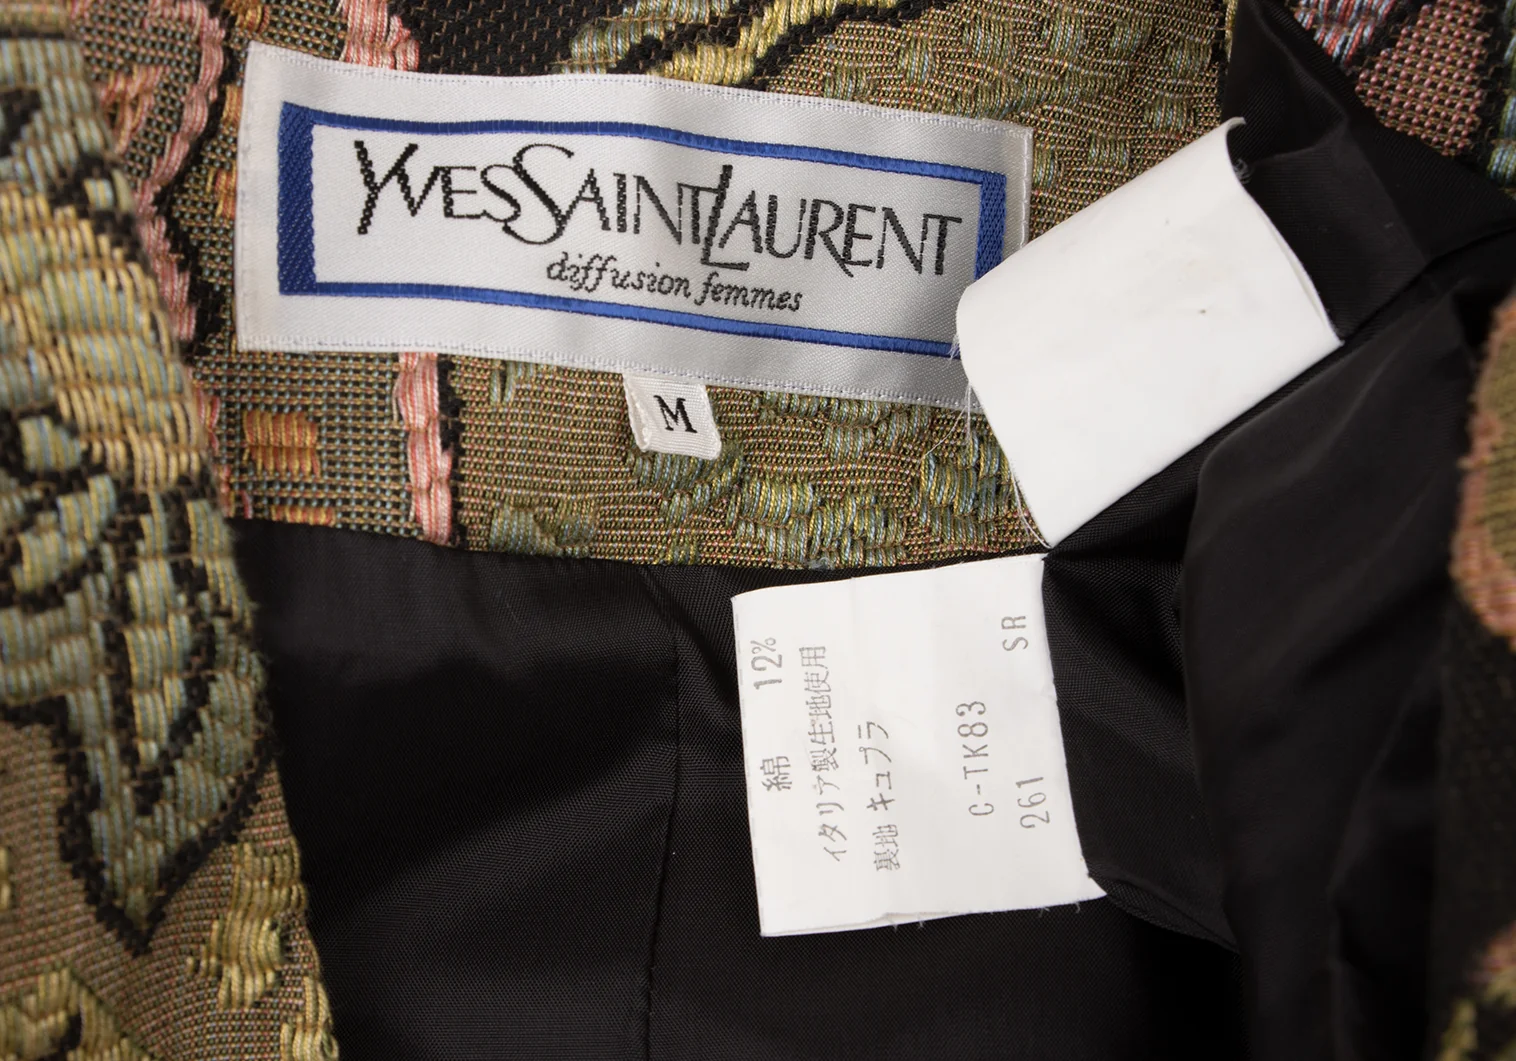 YVES SAINT LAURENT
diffusion femmes
M
綿 12%
イタリア製生地使用
裏地 キュプラ
C-TK83
261 SR